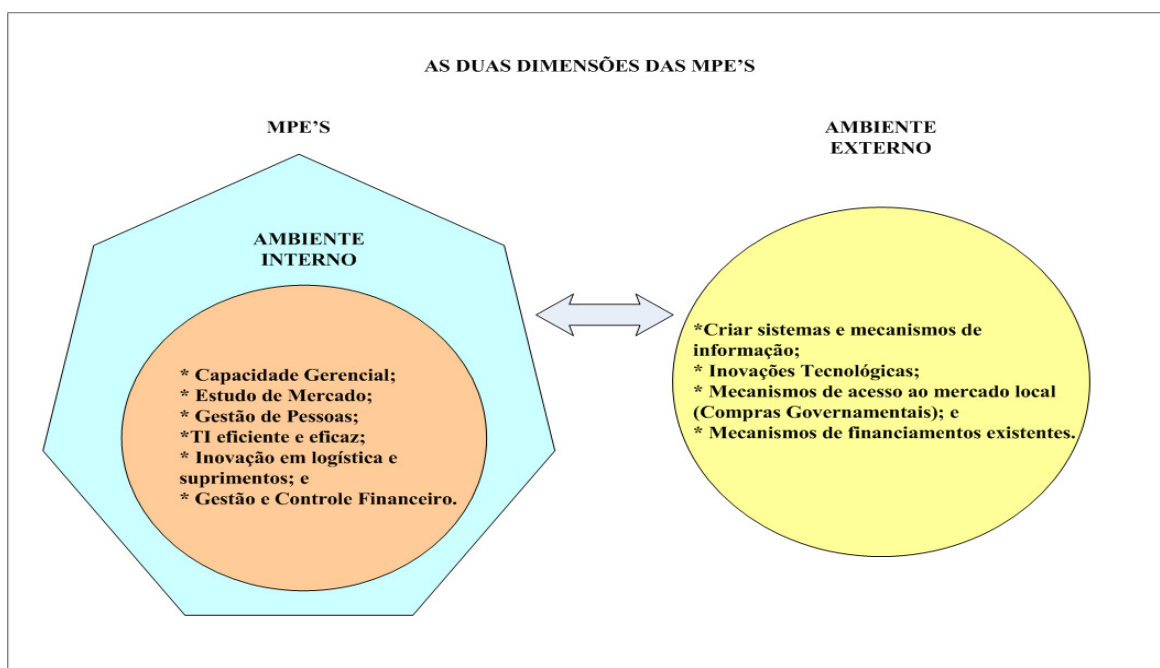 AS DUAS DIMENSÕES DAS MPE'S
MPE'S
AMBIENTE
INTERNO
* Capacidade Gerencial;
* Estudo de Mercado;
* Gestão de Pessoas;
*TI eficiente e eficaz;
* Inovação em logística e
suprimentos; e
* Gestão e Controle Financeiro.
AMBIENTE
EXTERNO
*Criar sistemas e mecanismos de
informação;
* Inovações Tecnológicas;
* Mecanismos de acesso ao mercado local
(Compras Governamentais); e
* Mecanismos de financiamentos existentes.